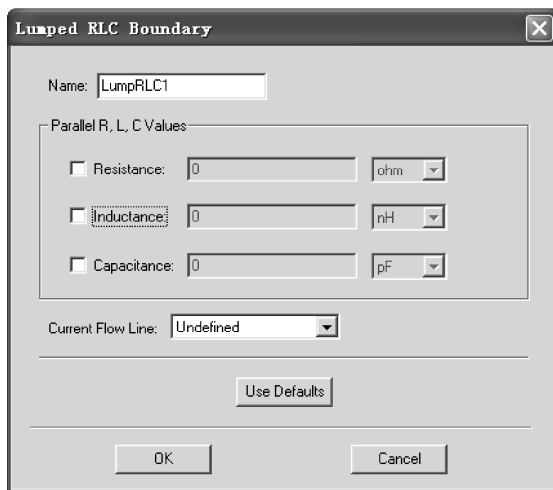 Lumped RLC Boundary
Name: LumpRLC1
Parallel R, L, C Values
Resistance: 0 ohm
Inductance: 0 nH
Capacitance: 0 pF
Current Flow Line: Undefined
Use Defaults
OK Cancel